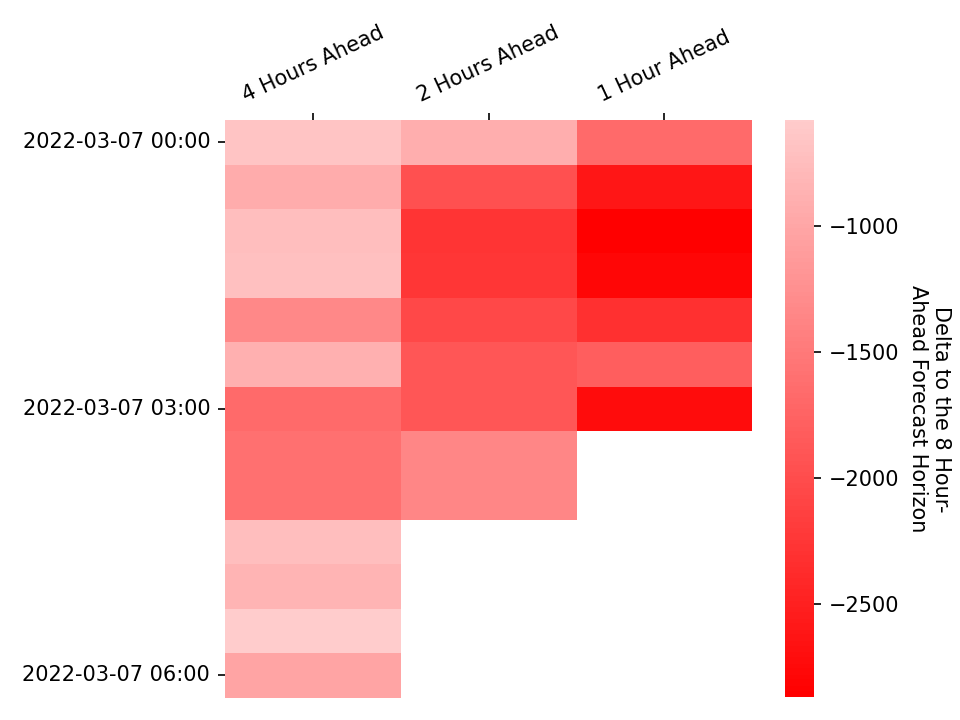 4 Hours Ahead
2 Hours Ahead
1 Hour Ahead
2022-03-07 00:00
2022-03-07 03:00
2022-03-07 06:00
−1000
−1500
−2000
−2500
Delta to the 8 Hour-
Ahead Forecast Horizon